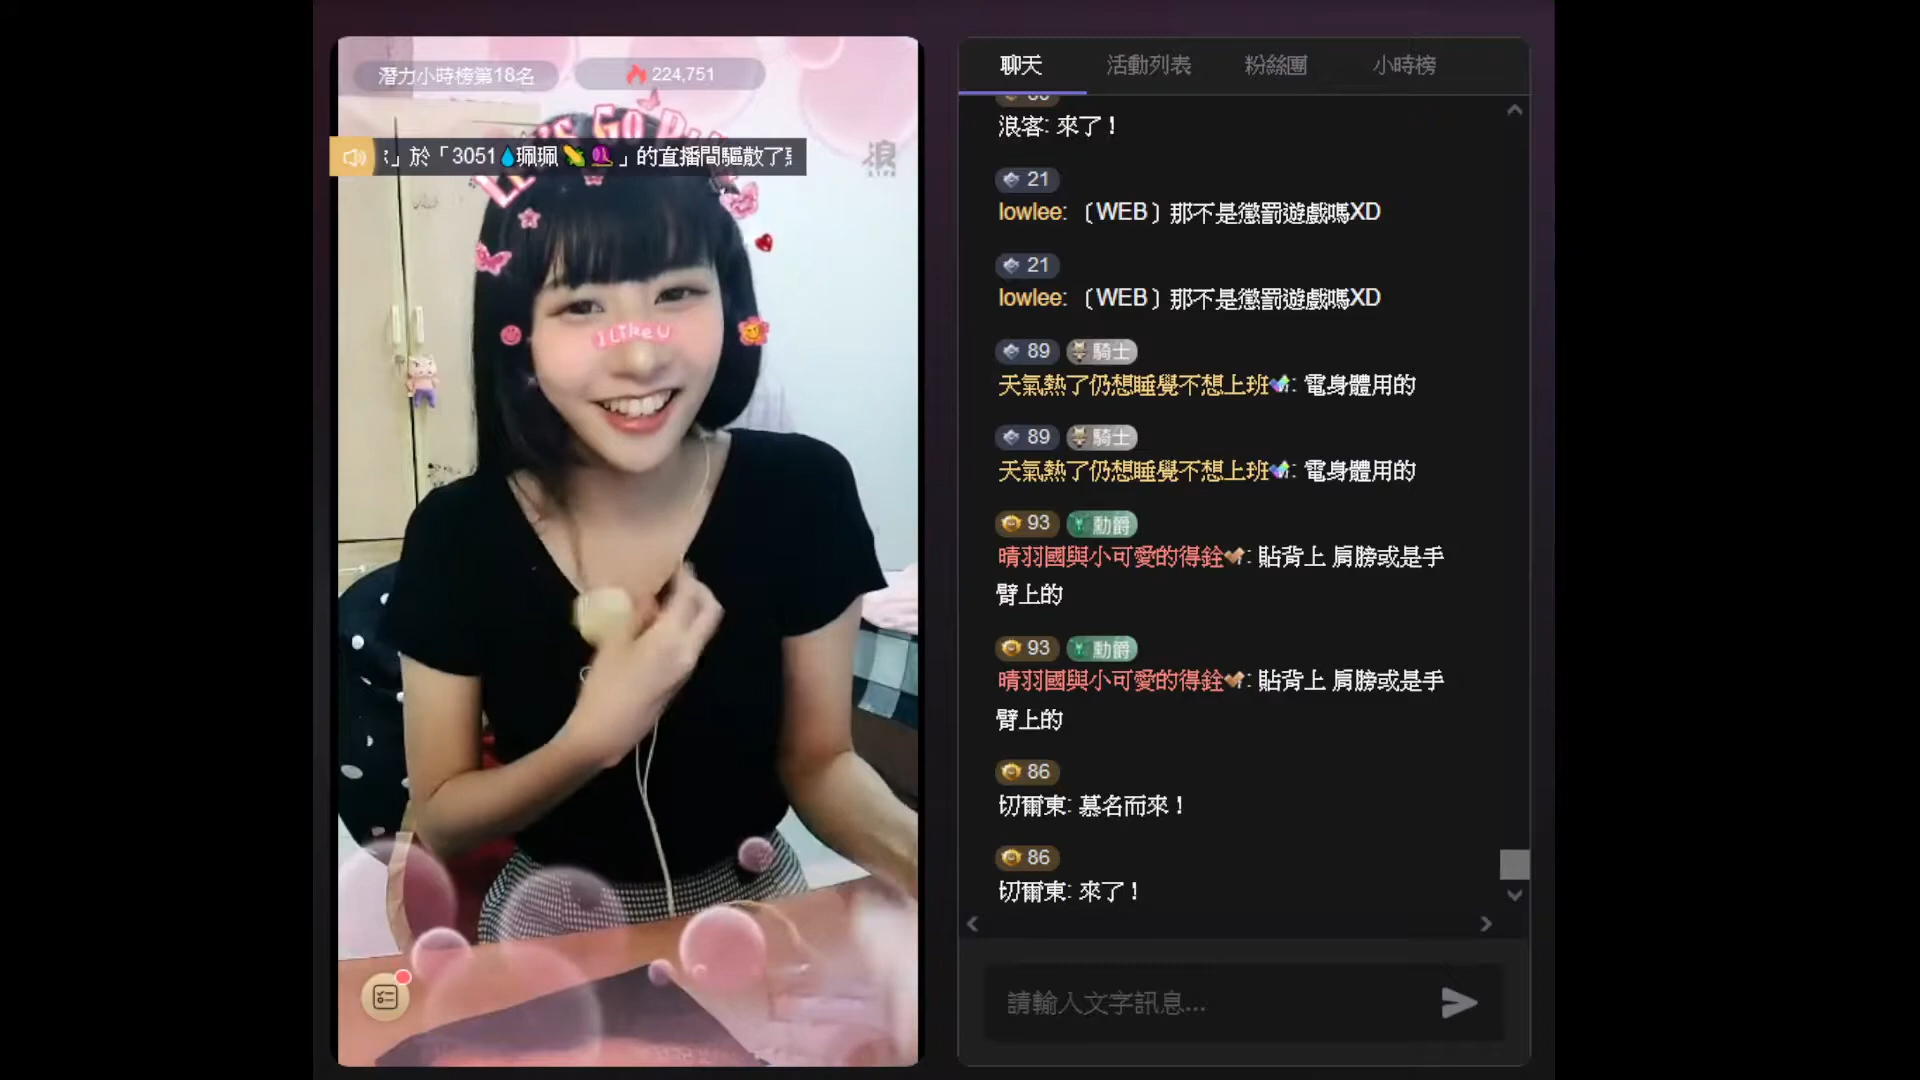 潛力小時榜第18名
224,751
」於「3051💧珮珮🌽」的直播間驅散了
浪
LIFE
I Like U
聊天
活動列表
粉絲團
小時榜
浪客: 來了！
21
lowlee:〔WEB〕那不是懲罰遊戲嗎XD
21
lowlee:〔WEB〕那不是懲罰遊戲嗎XD
89 騎士
天氣熱了仍想睡覺不想上班: 電身體用的
89 騎士
天氣熱了仍想睡覺不想上班: 電身體用的
93 勳爵
晴羽國與小可愛的得銓: 貼背上 肩膀或是手
臂上的
93 勳爵
晴羽國與小可愛的得銓: 貼背上 肩膀或是手
臂上的
86
切爾東: 慕名而來！
86
切爾東: 來了！
請輸入文字訊息...